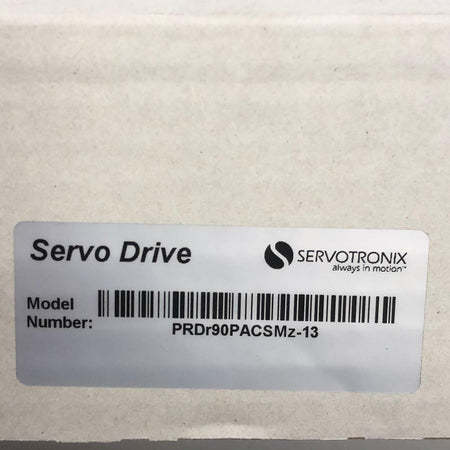 Servo Drive
SERVOTRONIX
always in motion™
Model
Number:
PRDr90PACSMz-13